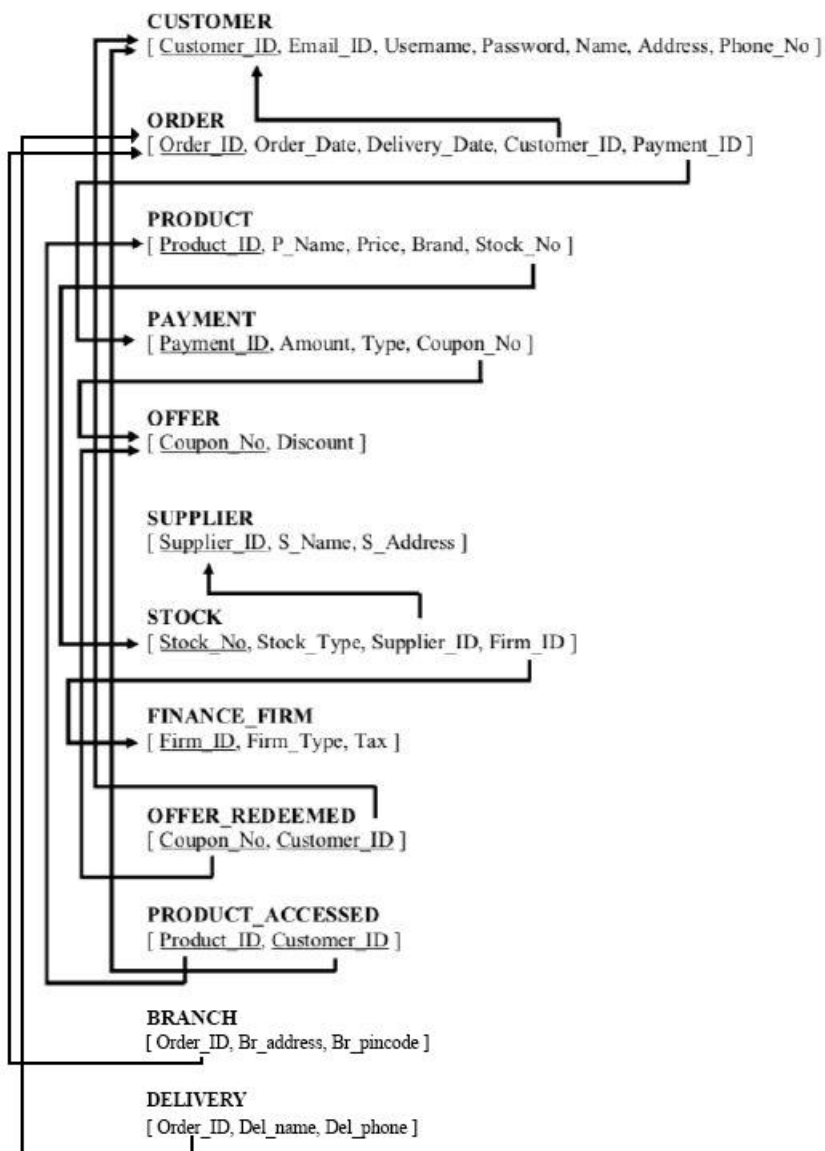 CUSTOMER
[ Customer_ID, Email_ID, Username, Password, Name, Address, Phone_No ]
ORDER
[ Order_ID, Order_Date, Delivery_Date, Customer_ID, Payment_ID ]
PRODUCT
[ Product_ID, P_Name, Price, Brand, Stock_No ]
PAYMENT
[ Payment_ID, Amount, Type, Coupon_No ]
OFFER
[ Coupon_No, Discount ]
SUPPLIER
[ Supplier_ID, S_Name, S_Address ]
STOCK
[ Stock_No, Stock_Type, Supplier_ID, Firm_ID ]
FINANCE_FIRM
[ Firm_ID, Firm_Type, Tax ]
OFFER_REDEEMED
[ Coupon_No, Customer_ID ]
PRODUCT_ACCESSED
[ Product_ID, Customer_ID ]
BRANCH
[ Order_ID, Br_address, Br_pincode ]
DELIVERY
[ Order_ID, Del_name, Del_phone ]